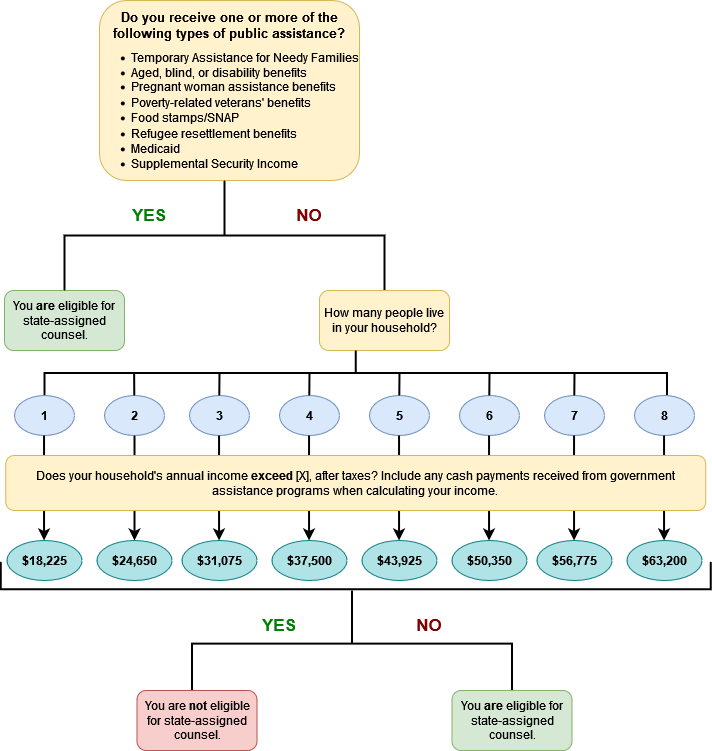 Do you receive one or more of the
following types of public assistance?
Temporary Assistance for Needy Families
Aged, blind, or disability benefits
Pregnant woman assistance benefits
Poverty-related veterans' benefits
Food stamps/SNAP
Refugee resettlement benefits
Medicaid
Supplemental Security Income
YES
NO
You are eligible for
state-assigned
counsel.
How many people live
in your household?
1
2
3
4
5
6
7
8
Does your household's annual income exceed [X], after taxes? Include any cash payments received from government
assistance programs when calculating your income.
$18,225
$24,650
$31,075
$37,500
$43,925
$50,350
$56,775
$63,200
YES
NO
You are not eligible
for state-assigned
counsel.
You are eligible for
state-assigned
counsel.